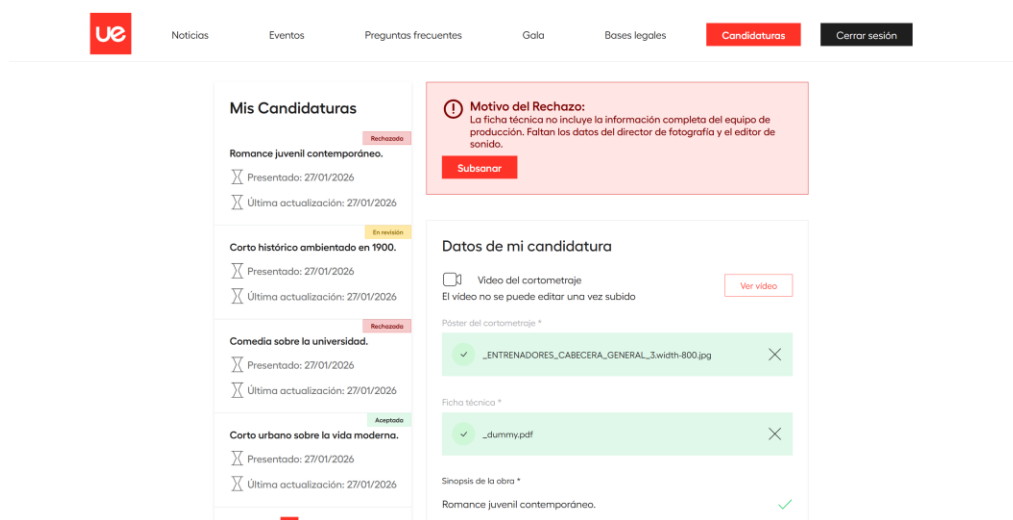 ue
Noticias
Eventos
Preguntas frecuentes
Gala
Bases legales
Candidaturas
Cerrar sesión
Mis Candidaturas
Rechazada
Romance juvenil contemporáneo.
Presentado: 27/01/2026
Última actualización: 27/01/2026
En revisión
Corto histórico ambientado en 1900.
Presentado: 27/01/2026
Última actualización: 27/01/2026
Rechazada
Comedia sobre la universidad.
Presentado: 27/01/2026
Última actualización: 27/01/2026
Aceptada
Corto urbano sobre la vida moderna.
Presentado: 27/01/2026
Última actualización: 27/01/2026
Motivo del Rechazo:
La ficha técnica no incluye la información completa del equipo de
producción. Faltan los datos del director de fotografía y el editor de
sonido.
Subsanar
Datos de mi candidatura
Vídeo del cortometraje
El vídeo no se puede editar una vez subido
Ver vídeo
Póster del cortometraje *
_ENTRENADORES_CABECERA_GENERAL_3.width-800.jpg
Ficha técnica *
_dummy.pdf
Sinopsis de la obra *
Romance juvenil contemporáneo.